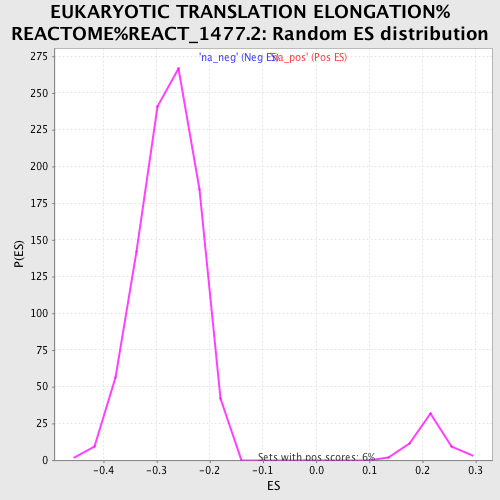 EUKARYOTIC TRANSLATION ELONGATION%
REACTOME%REACT_1477.2: Random ES distribution
'na_neg' (Neg ES) 'na_pos' (Pos ES)
275
250
225
200
175
150
125
100
75
50
25
0
P(ES)
Sets with pos scores: 6%
-0.4 -0.3 -0.2 -0.1 0.0 0.1 0.2 0.3
ES